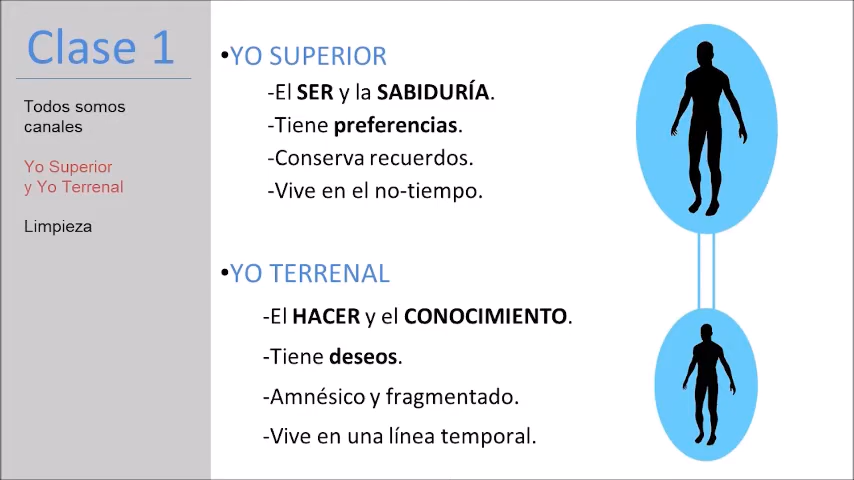 Clase 1
Todos somos
canales
Yo Superior
y Yo Terrenal
Limpieza
•YO SUPERIOR
-El SER y la SABIDURÍA.
-Tiene preferencias.
-Conserva recuerdos.
-Vive en el no-tiempo.
•YO TERRENAL
-El HACER y el CONOCIMIENTO.
-Tiene deseos.
-Amnésico y fragmentado.
-Vive en una línea temporal.